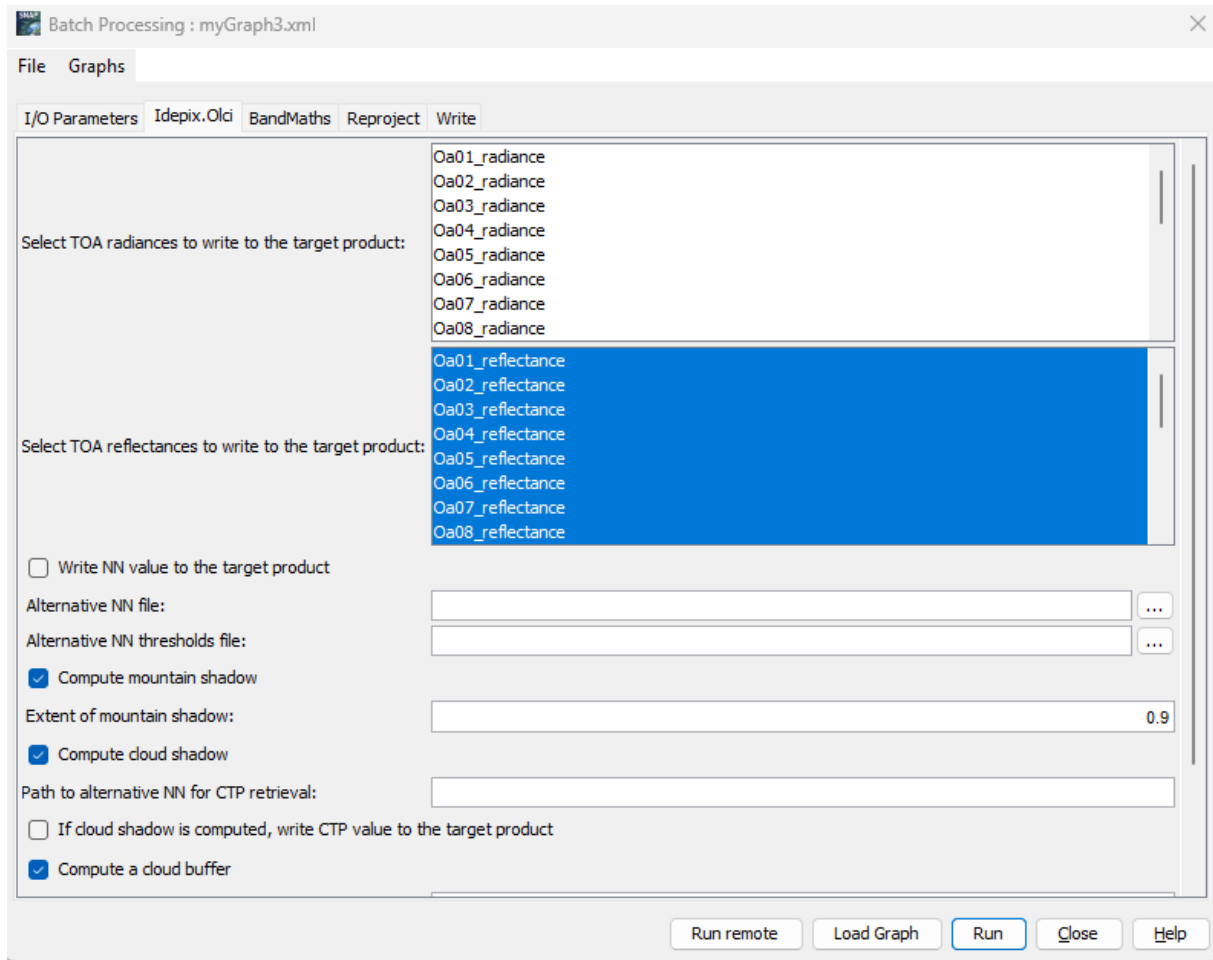 SNAP
Batch Processing : myGraph3.xml
File Graphs
I/O Parameters Idepix.Olci BandMaths Reproject Write
Select TOA radiances to write to the target product:
Oa01_radiance
Oa02_radiance
Oa03_radiance
Oa04_radiance
Oa05_radiance
Oa06_radiance
Oa07_radiance
Oa08_radiance
Select TOA reflectances to write to the target product:
Oa01_reflectance
Oa02_reflectance
Oa03_reflectance
Oa04_reflectance
Oa05_reflectance
Oa06_reflectance
Oa07_reflectance
Oa08_reflectance
Write NN value to the target product
Alternative NN file:
...
Alternative NN thresholds file:
...
Compute mountain shadow
Extent of mountain shadow: 0.9
Compute cloud shadow
Path to alternative NN for CTP retrieval:
If cloud shadow is computed, write CTP value to the target product
Compute a cloud buffer
Run remote Load Graph Run Close Help